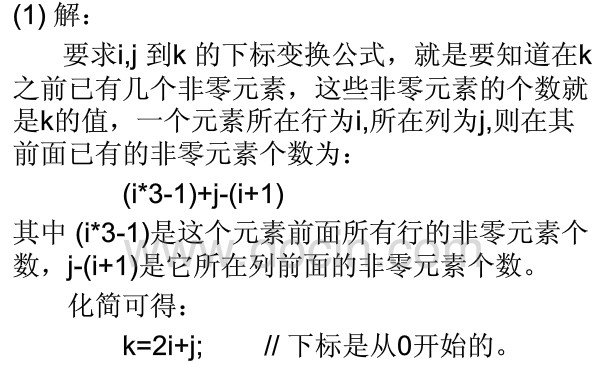 (1) 解：
要求i,j 到k 的下标变换公式，就是要知道在k
之前已有几个非零元素，这些非零元素的个数就
是k的值，一个元素所在行为i,所在列为j,则在其
前面已有的非零元素个数为：
(i*3-1)+j-(i+1)
其中 (i*3-1)是这个元素前面所有行的非零元素个
数，j-(i+1)是它所在列前面的非零元素个数。
化简可得：
k=2i+j; // 下标是从0开始的。